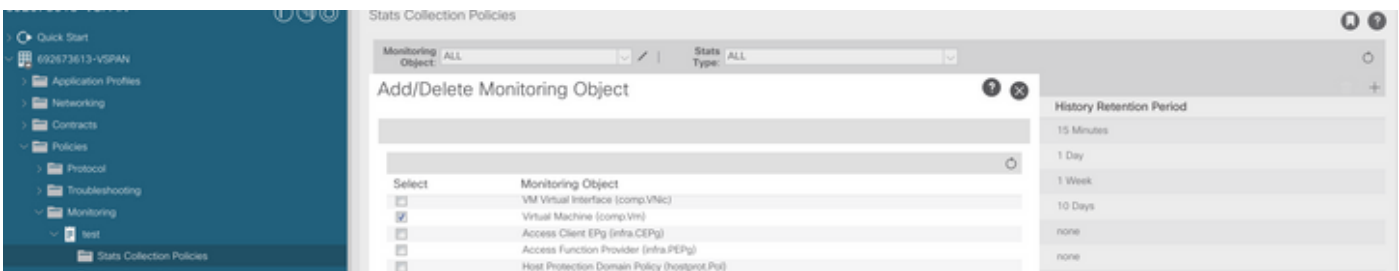 Quick Start
692673613-VSPAN
Application Profiles
Networking
Contracts
Policies
Protocol
Troubleshooting
Monitoring
test
Stats Collection Policies
Stats Collection Policies
Monitoring Object: ALL
Stats Type: ALL
Add/Delete Monitoring Object
Select Monitoring Object
VM Virtual Interface (comp.VNic)
Virtual Machine (comp.Vm)
Access Client EPg (infra.CEPg)
Access Function Provider (infra.PEPg)
Host Protection Domain Policy (hostprot.Pol)
History Retention Period
15 Minutes
1 Day
1 Week
10 Days
none
none